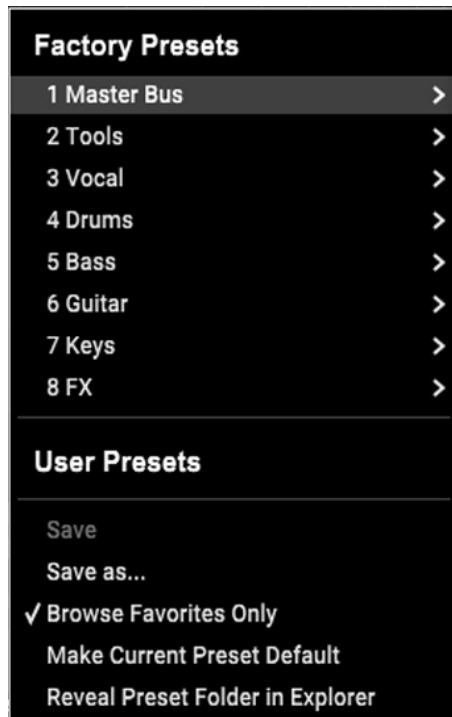 Factory Presets
1 Master Bus
2 Tools
3 Vocal
4 Drums
5 Bass
6 Guitar
7 Keys
8 FX
User Presets
Save
Save as...
Browse Favorites Only
Make Current Preset Default
Reveal Preset Folder in Explorer